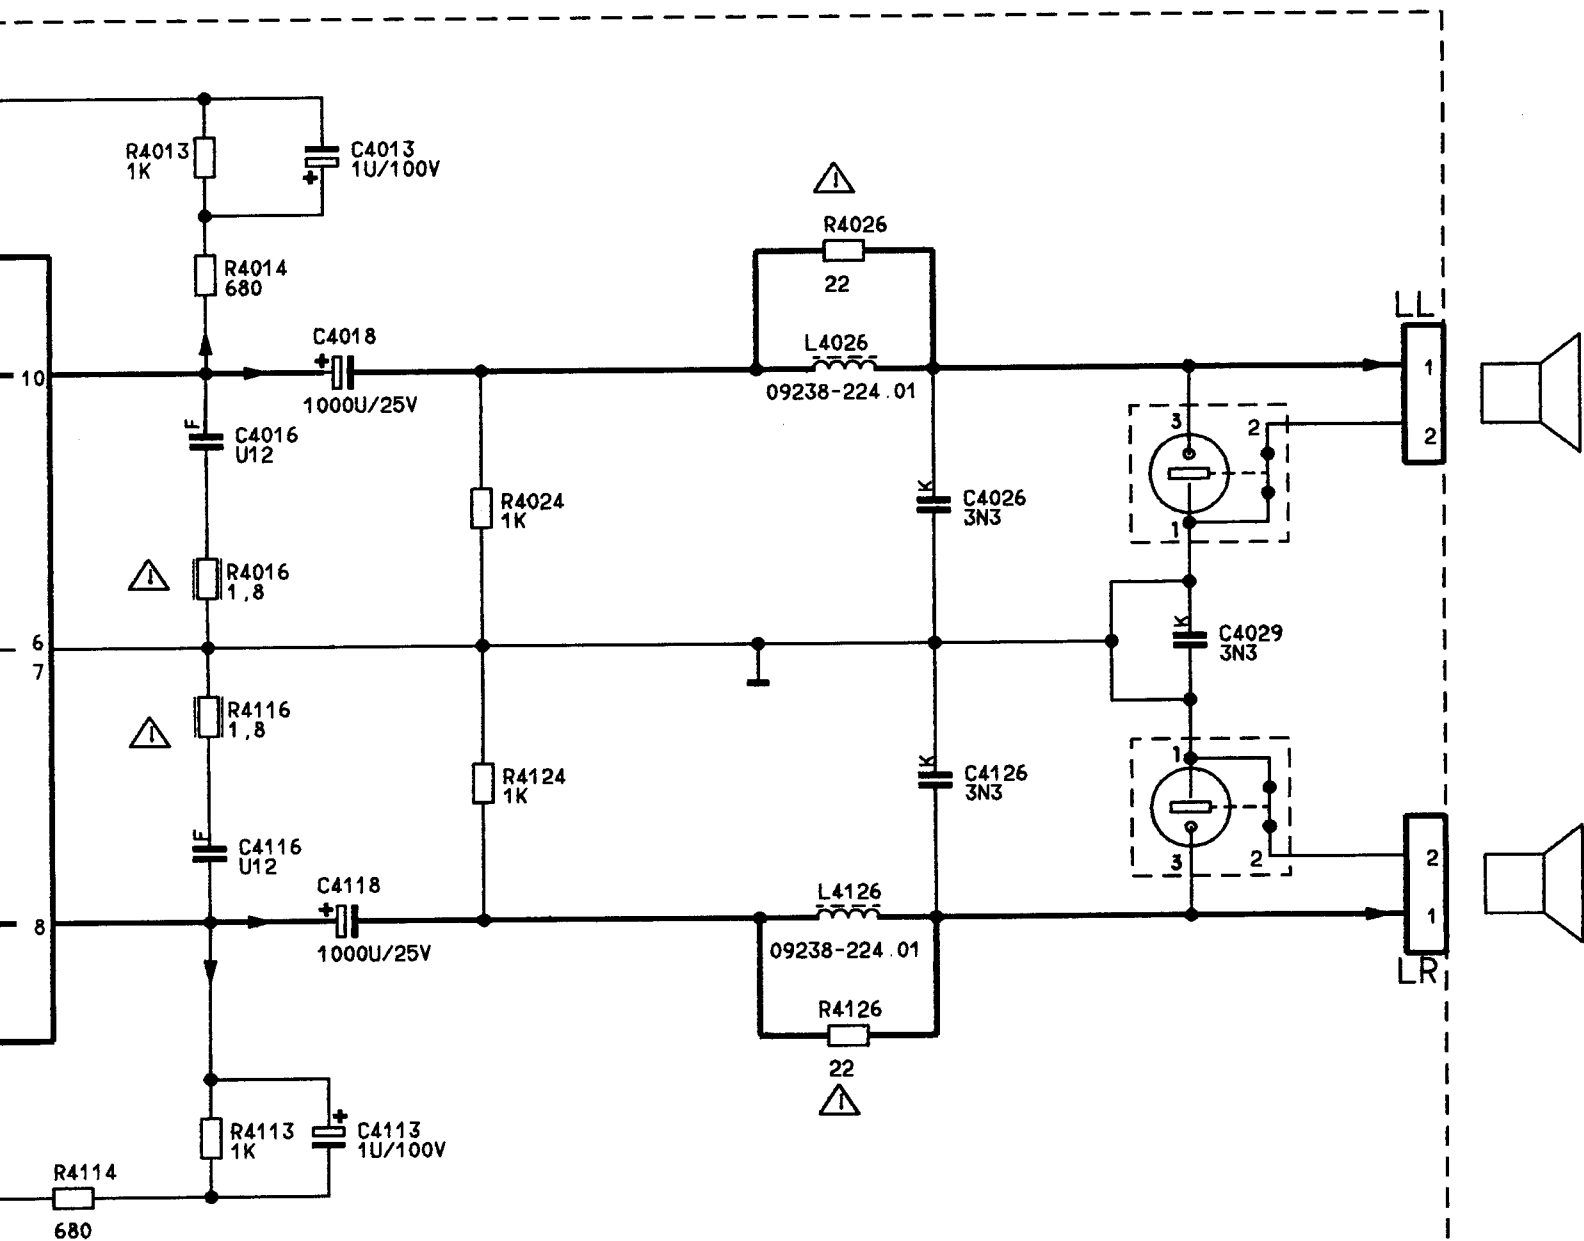 R4013
1K
C4013
1U/100V
+
R4026
22
R4014
680
LL
C4018
+
1000U/25V
L4026
09238-224.01
10
1
2
3
2
1
F
C4016
U12
R4024
1K
K
C4026
3N3
R4016
1,8
6
7
K
C4029
3N3
R4116
1,8
R4124
1K
K
C4126
3N3
1
3
2
F
C4116
U12
2
1
LR
8
C4118
+
1000U/25V
L4126
09238-224.01
R4126
22
R4113
1K
+
C4113
1U/100V
R4114
680